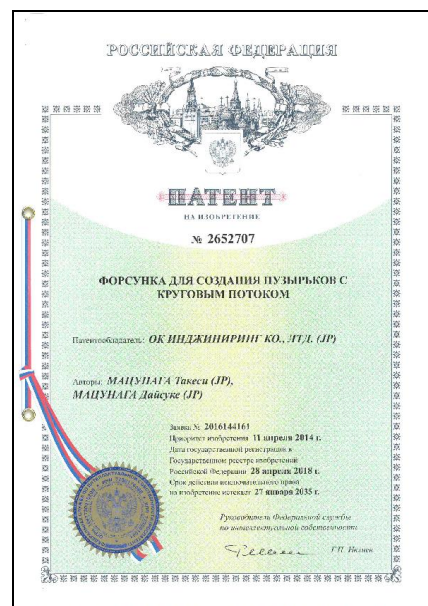 РОССИЙСКАЯ ФЕДЕРАЦИЯ
ПАТЕНТ
НА ИЗОБРЕТЕНИЕ
№ 2652707
ФОРСУНКА ДЛЯ СОЗДАНИЯ ПУЗЫРЬКОВ С
КРУГОВЫМ ПОТОКОМ
Патентообладатель: ОК ИНДЖИНИРИНГ КО., ЛТД. (JP)
Авторы: МАЦУНАГА Такеси (JP),
МАЦУНАГА Дайсуке (JP)
Заявка № 2016144161
Приоритет изобретения 11 апреля 2014 г.
Дата государственной регистрации в
Государственном реестре изобретений
Российской Федерации 28 апреля 2018 г.
Срок действия исключительного права
на изобретение истекает 27 января 2035 г.
Руководитель Федеральной службы
по интеллектуальной собственности
Г.П. Ивлиев